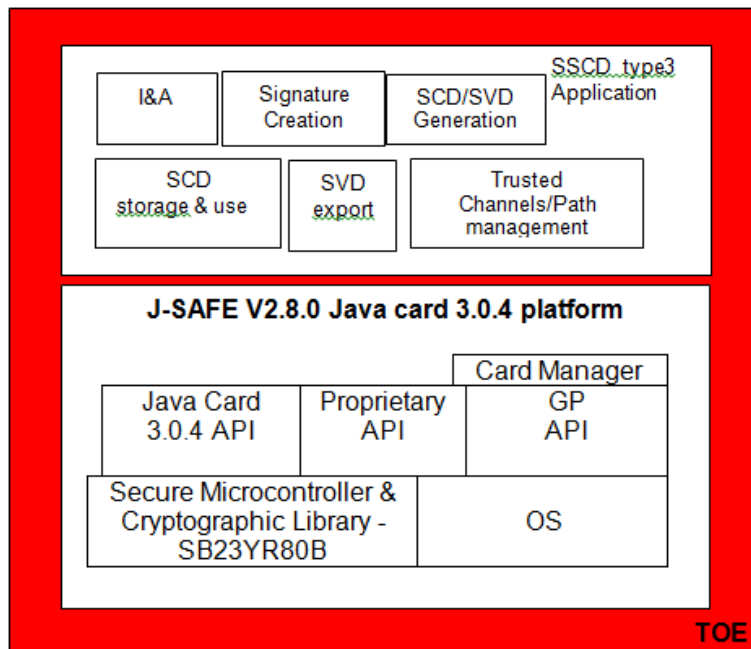 SSCD type3
Application
I&A
Signature
Creation
SCD/SVD
Generation
SCD
storage & use
SVD
export
Trusted
Channels/Path
management
J-SAFE V2.8.0 Java card 3.0.4 platform
Card Manager
Java Card
3.0.4 API
Proprietary
API
GP
API
Secure Microcontroller &
Cryptographic Library -
SB23YR80B
OS
TOE